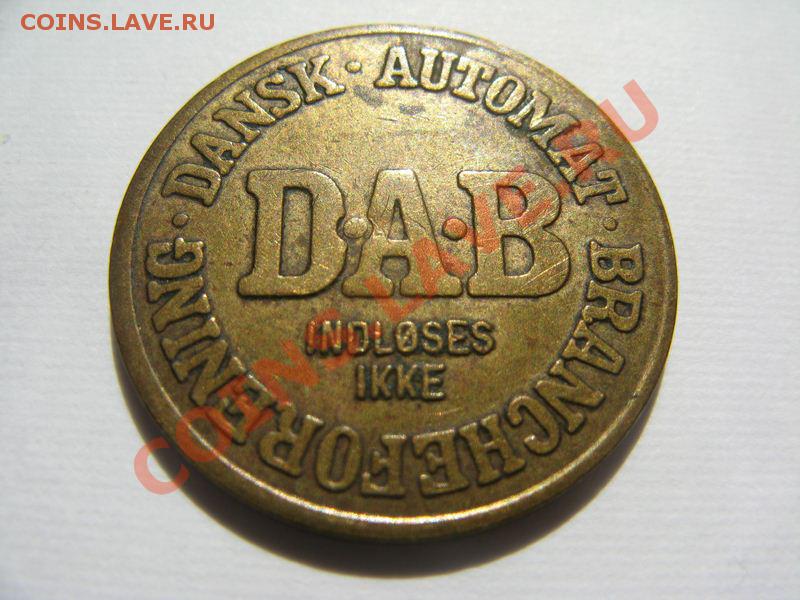 COINS.LAVE.RU
DANSK · AUTOMAT · BRANCHEFORENING ·
D·A·B
INDLØSES
IKKE
COINS.LAVE.RU